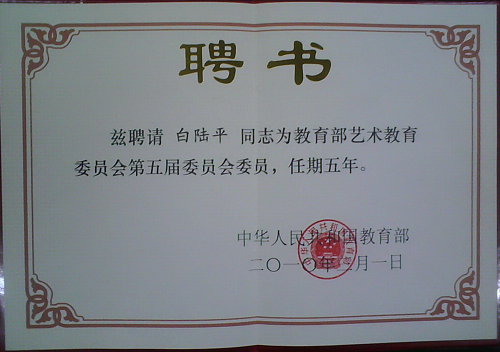 聘书
兹聘请 白陆平 同志为教育部艺术教育
委员会第五届委员会委员，任期五年。
中华人民共和国教育部
二〇一〇年 月一日